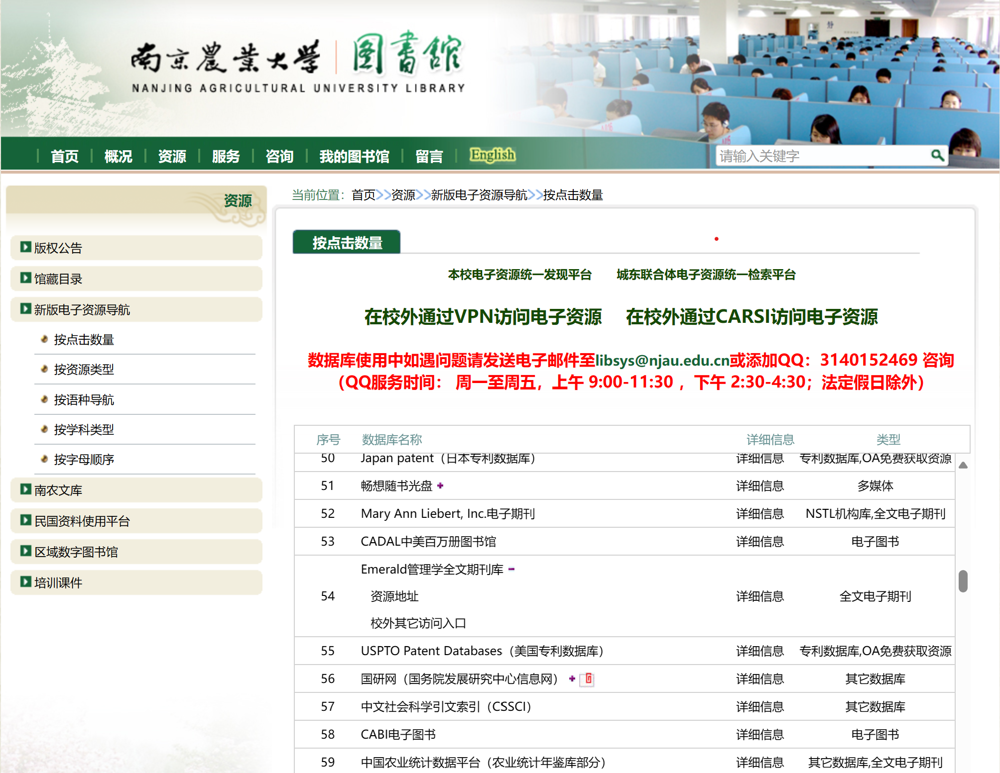 南京農業大学 圖書館
NANJING AGRICULTURAL UNIVERSITY LIBRARY
首页 概况 资源 服务 咨询 我的图书馆 留言 English 请输入关键字
资源
版权公告
馆藏目录
新版电子资源导航
按点击数量
按资源类型
按语种导航
按学科类型
按字母顺序
南农文库
民国资料使用平台
区域数字图书馆
培训课件
当前位置：首页>>资源>>新版电子资源导航>>按点击数量
按点击数量
本校电子资源统一发现平台 城东联合体电子资源统一检索平台
在校外通过VPN访问电子资源 在校外通过CARSI访问电子资源
数据库使用中如遇问题请发送电子邮件至libsys@njau.edu.cn或添加QQ：3140152469 咨询
（QQ服务时间： 周一至周五，上午 9:00-11:30 ，下午 2:30-4:30；法定假日除外）
序号 数据库名称 详细信息 类型
50 Japan patent（日本专利数据库） 详细信息 专利数据库,OA免费获取资源
51 畅想随书光盘 详细信息 多媒体
52 Mary Ann Liebert, Inc.电子期刊 详细信息 NSTL机构库,全文电子期刊
53 CADAL中美百万册图书馆 详细信息 电子图书
54 Emerald管理学全文期刊库 详细信息 全文电子期刊
资源地址
校外其它访问入口
55 USPTO Patent Databases（美国专利数据库） 详细信息 专利数据库,OA免费获取资源
56 国研网（国务院发展研究中心信息网） 详细信息 其它数据库
57 中文社会科学引文索引（CSSCI） 详细信息 其它数据库
58 CABI电子图书 详细信息 电子图书
59 中国农业统计数据平台（农业统计年鉴库部分） 详细信息 其它数据库,全文电子期刊